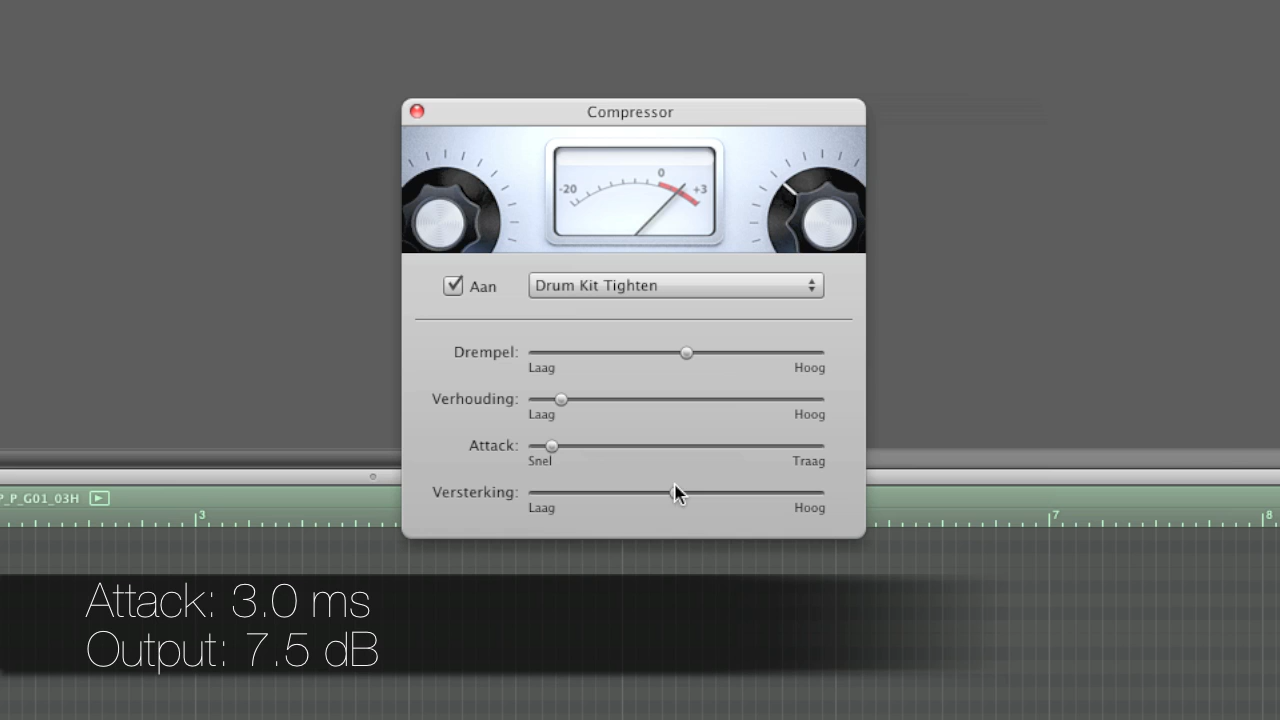 Compressor
-20 0 +3
Aan Drum Kit Tighten
Drempel:
Laag Hoog
Verhouding:
Laag Hoog
Attack:
Snel Traag
Versterking:
Laag Hoog
P_P_G01_03H
3 7 8
Attack: 3.0 ms
Output: 7.5 dB